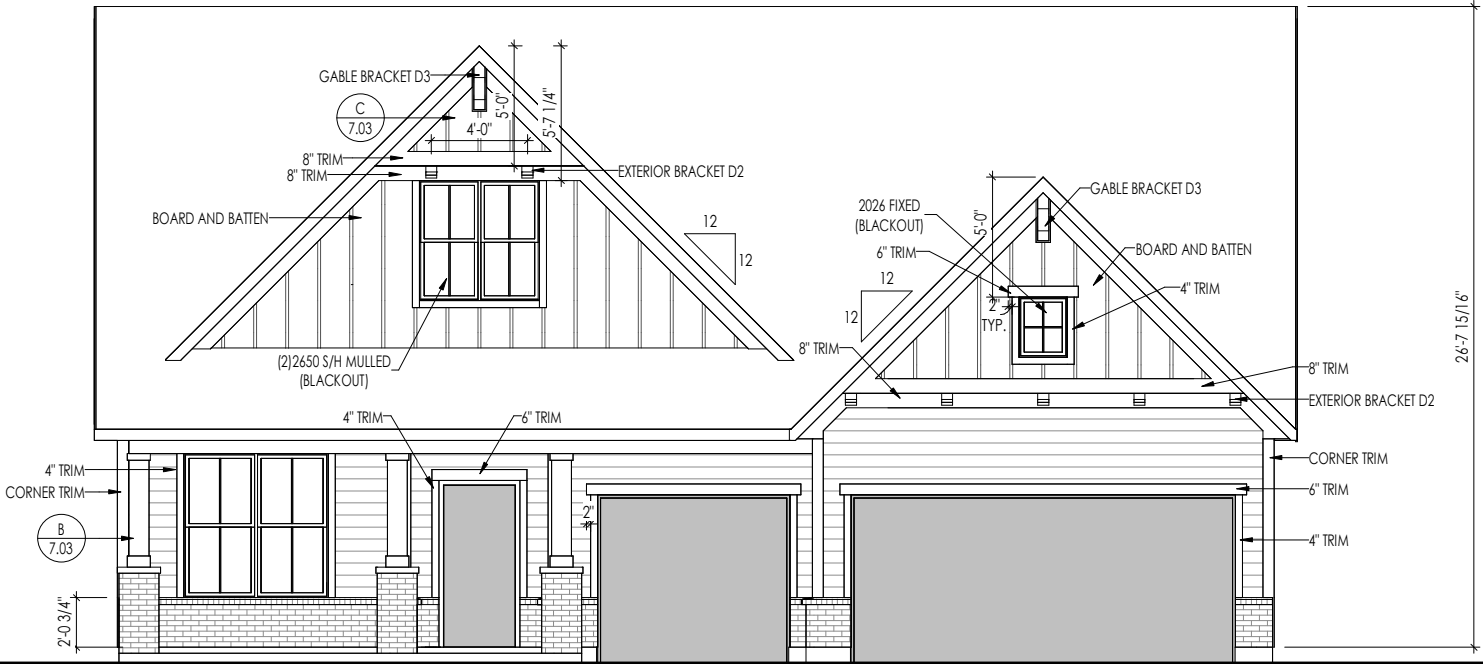 GABLE BRACKET D3
C
7.03
5'-0"
5'-7 1/4"
4'-0"
8" TRIM
8" TRIM
EXTERIOR BRACKET D2
BOARD AND BATTEN
12
12
(2)2650 S/H MULLED
(BLACKOUT)
GABLE BRACKET D3
2026 FIXED
(BLACKOUT)
5'-0"
6" TRIM
BOARD AND BATTEN
12
12
4" TRIM
2"
TYP.
8" TRIM
8" TRIM
EXTERIOR BRACKET D2
26'-7 15/16"
4" TRIM
6" TRIM
4" TRIM
CORNER TRIM
B
7.03
2"
2'-0 3/4"
CORNER TRIM
6" TRIM
4" TRIM